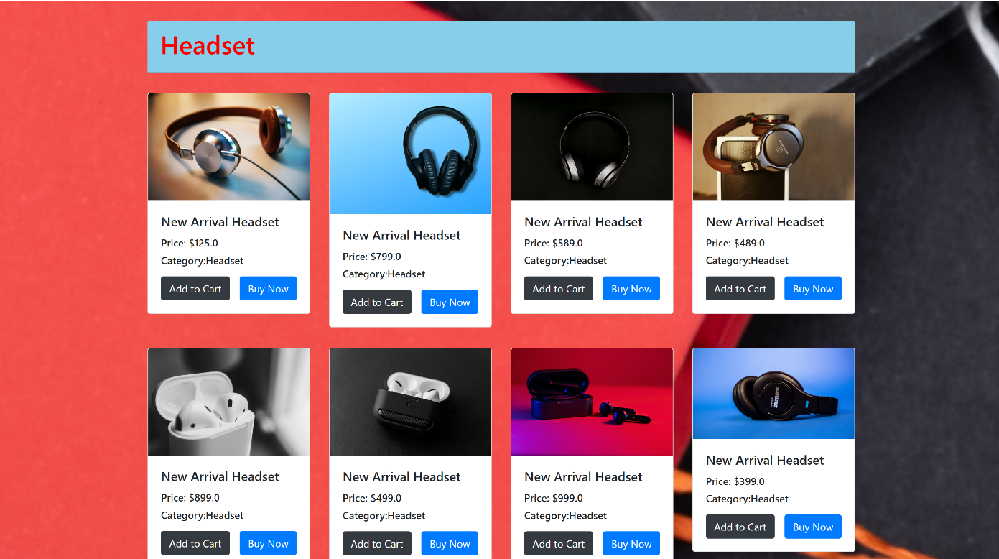 Headset
New Arrival Headset
Price: $125.0
Category:Headset
Add to Cart Buy Now
New Arrival Headset
Price: $799.0
Category:Headset
Add to Cart Buy Now
New Arrival Headset
Price: $589.0
Category:Headset
Add to Cart Buy Now
New Arrival Headset
Price: $489.0
Category:Headset
Add to Cart Buy Now
New Arrival Headset
Price: $899.0
Category:Headset
Add to Cart Buy Now
New Arrival Headset
Price: $499.0
Category:Headset
Add to Cart Buy Now
New Arrival Headset
Price: $999.0
Category:Headset
Add to Cart Buy Now
SHURE
New Arrival Headset
Price: $399.0
Category:Headset
Add to Cart Buy Now